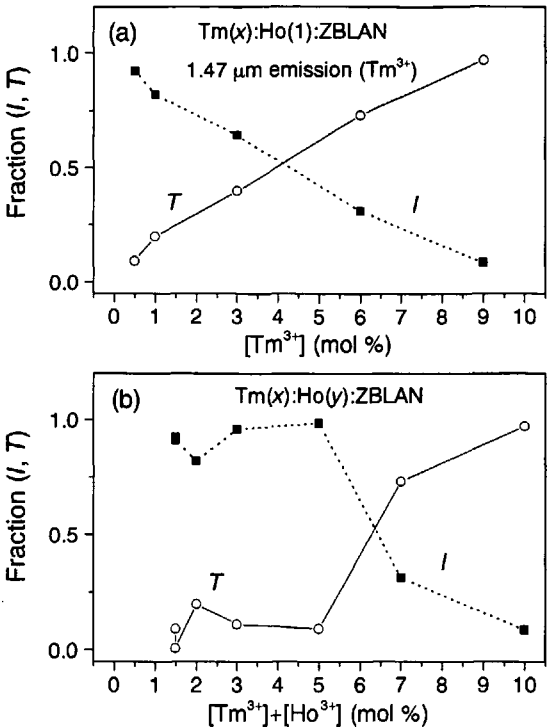 (a) Tm(x):Ho(1):ZBLAN
1.47 μm emission (Tm³⁺)
Fraction (I, T)
1.0
0.5
0.0
T
I
0 1 2 3 4 5 6 7 8 9 10
[Tm³⁺] (mol %)
(b) Tm(x):Ho(y):ZBLAN
Fraction (I, T)
1.0
0.5
0.0
T
I
0 1 2 3 4 5 6 7 8 9 10
[Tm³⁺]+[Ho³⁺] (mol %)